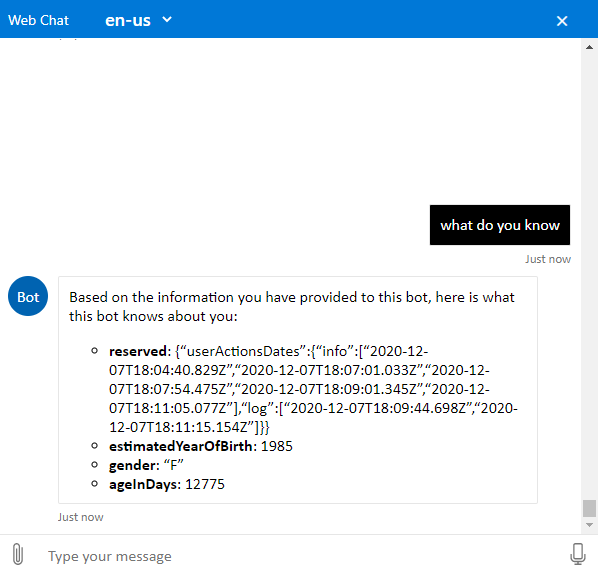 Web Chat en-us
what do you know
Just now
Bot
Based on the information you have provided to this bot, here is what
this bot knows about you:
reserved: {“userActionsDates”:{“info”:[“2020-12-
07T18:04:40.829Z”,“2020-12-07T18:07:01.033Z”,“2020-12-
07T18:07:54.475Z”,“2020-12-07T18:09:01.345Z”,“2020-12-
07T18:11:05.077Z”],“log”:[“2020-12-07T18:09:44.698Z”,“2020-
12-07T18:11:15.154Z”]}}
estimatedYearOfBirth: 1985
gender: “F”
ageInDays: 12775
Just now
Type your message